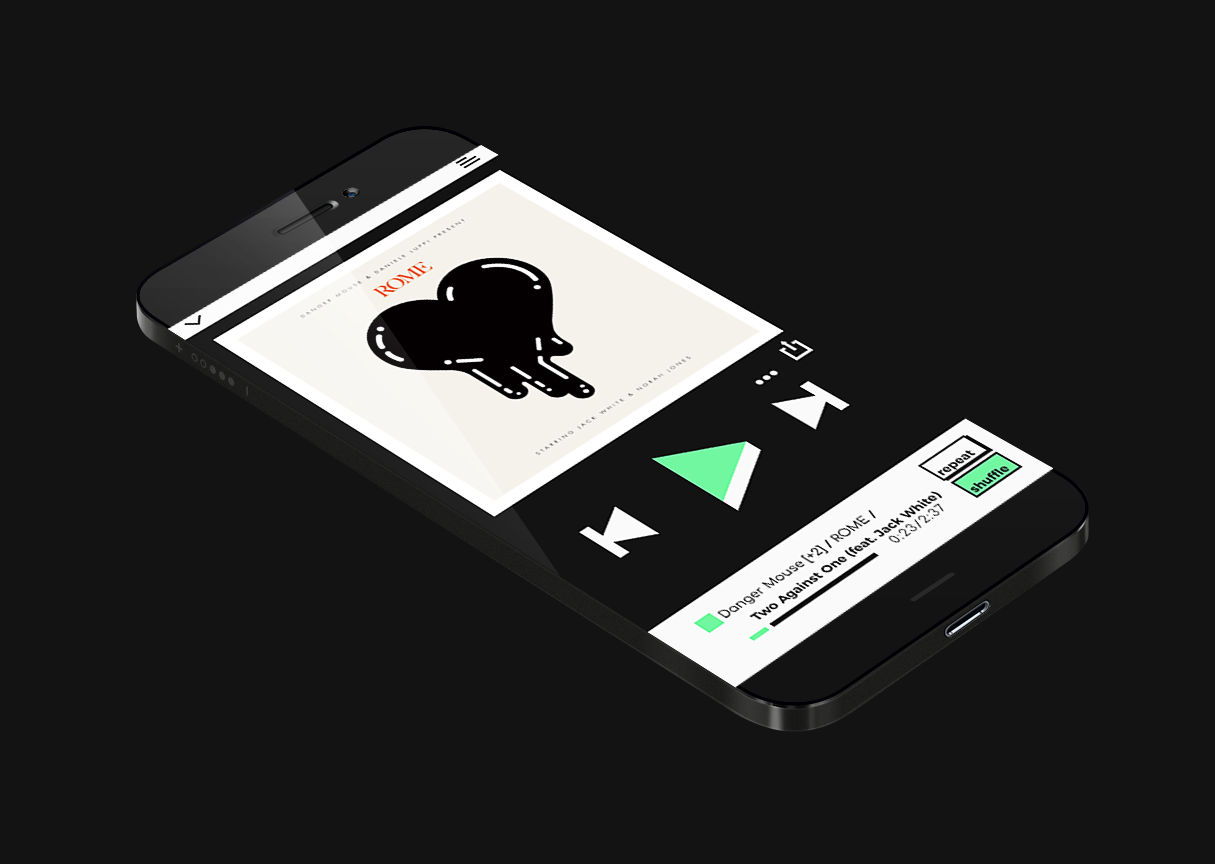 DANGER MOUSE & DANIELE LUPPI PRESENT
ROME
STARRING JACK WHITE & NORAH JONES
repeat
shuffle
Danger Mouse [+2] / ROME /
Two Against One (feat. Jack White)
0:23/2:37